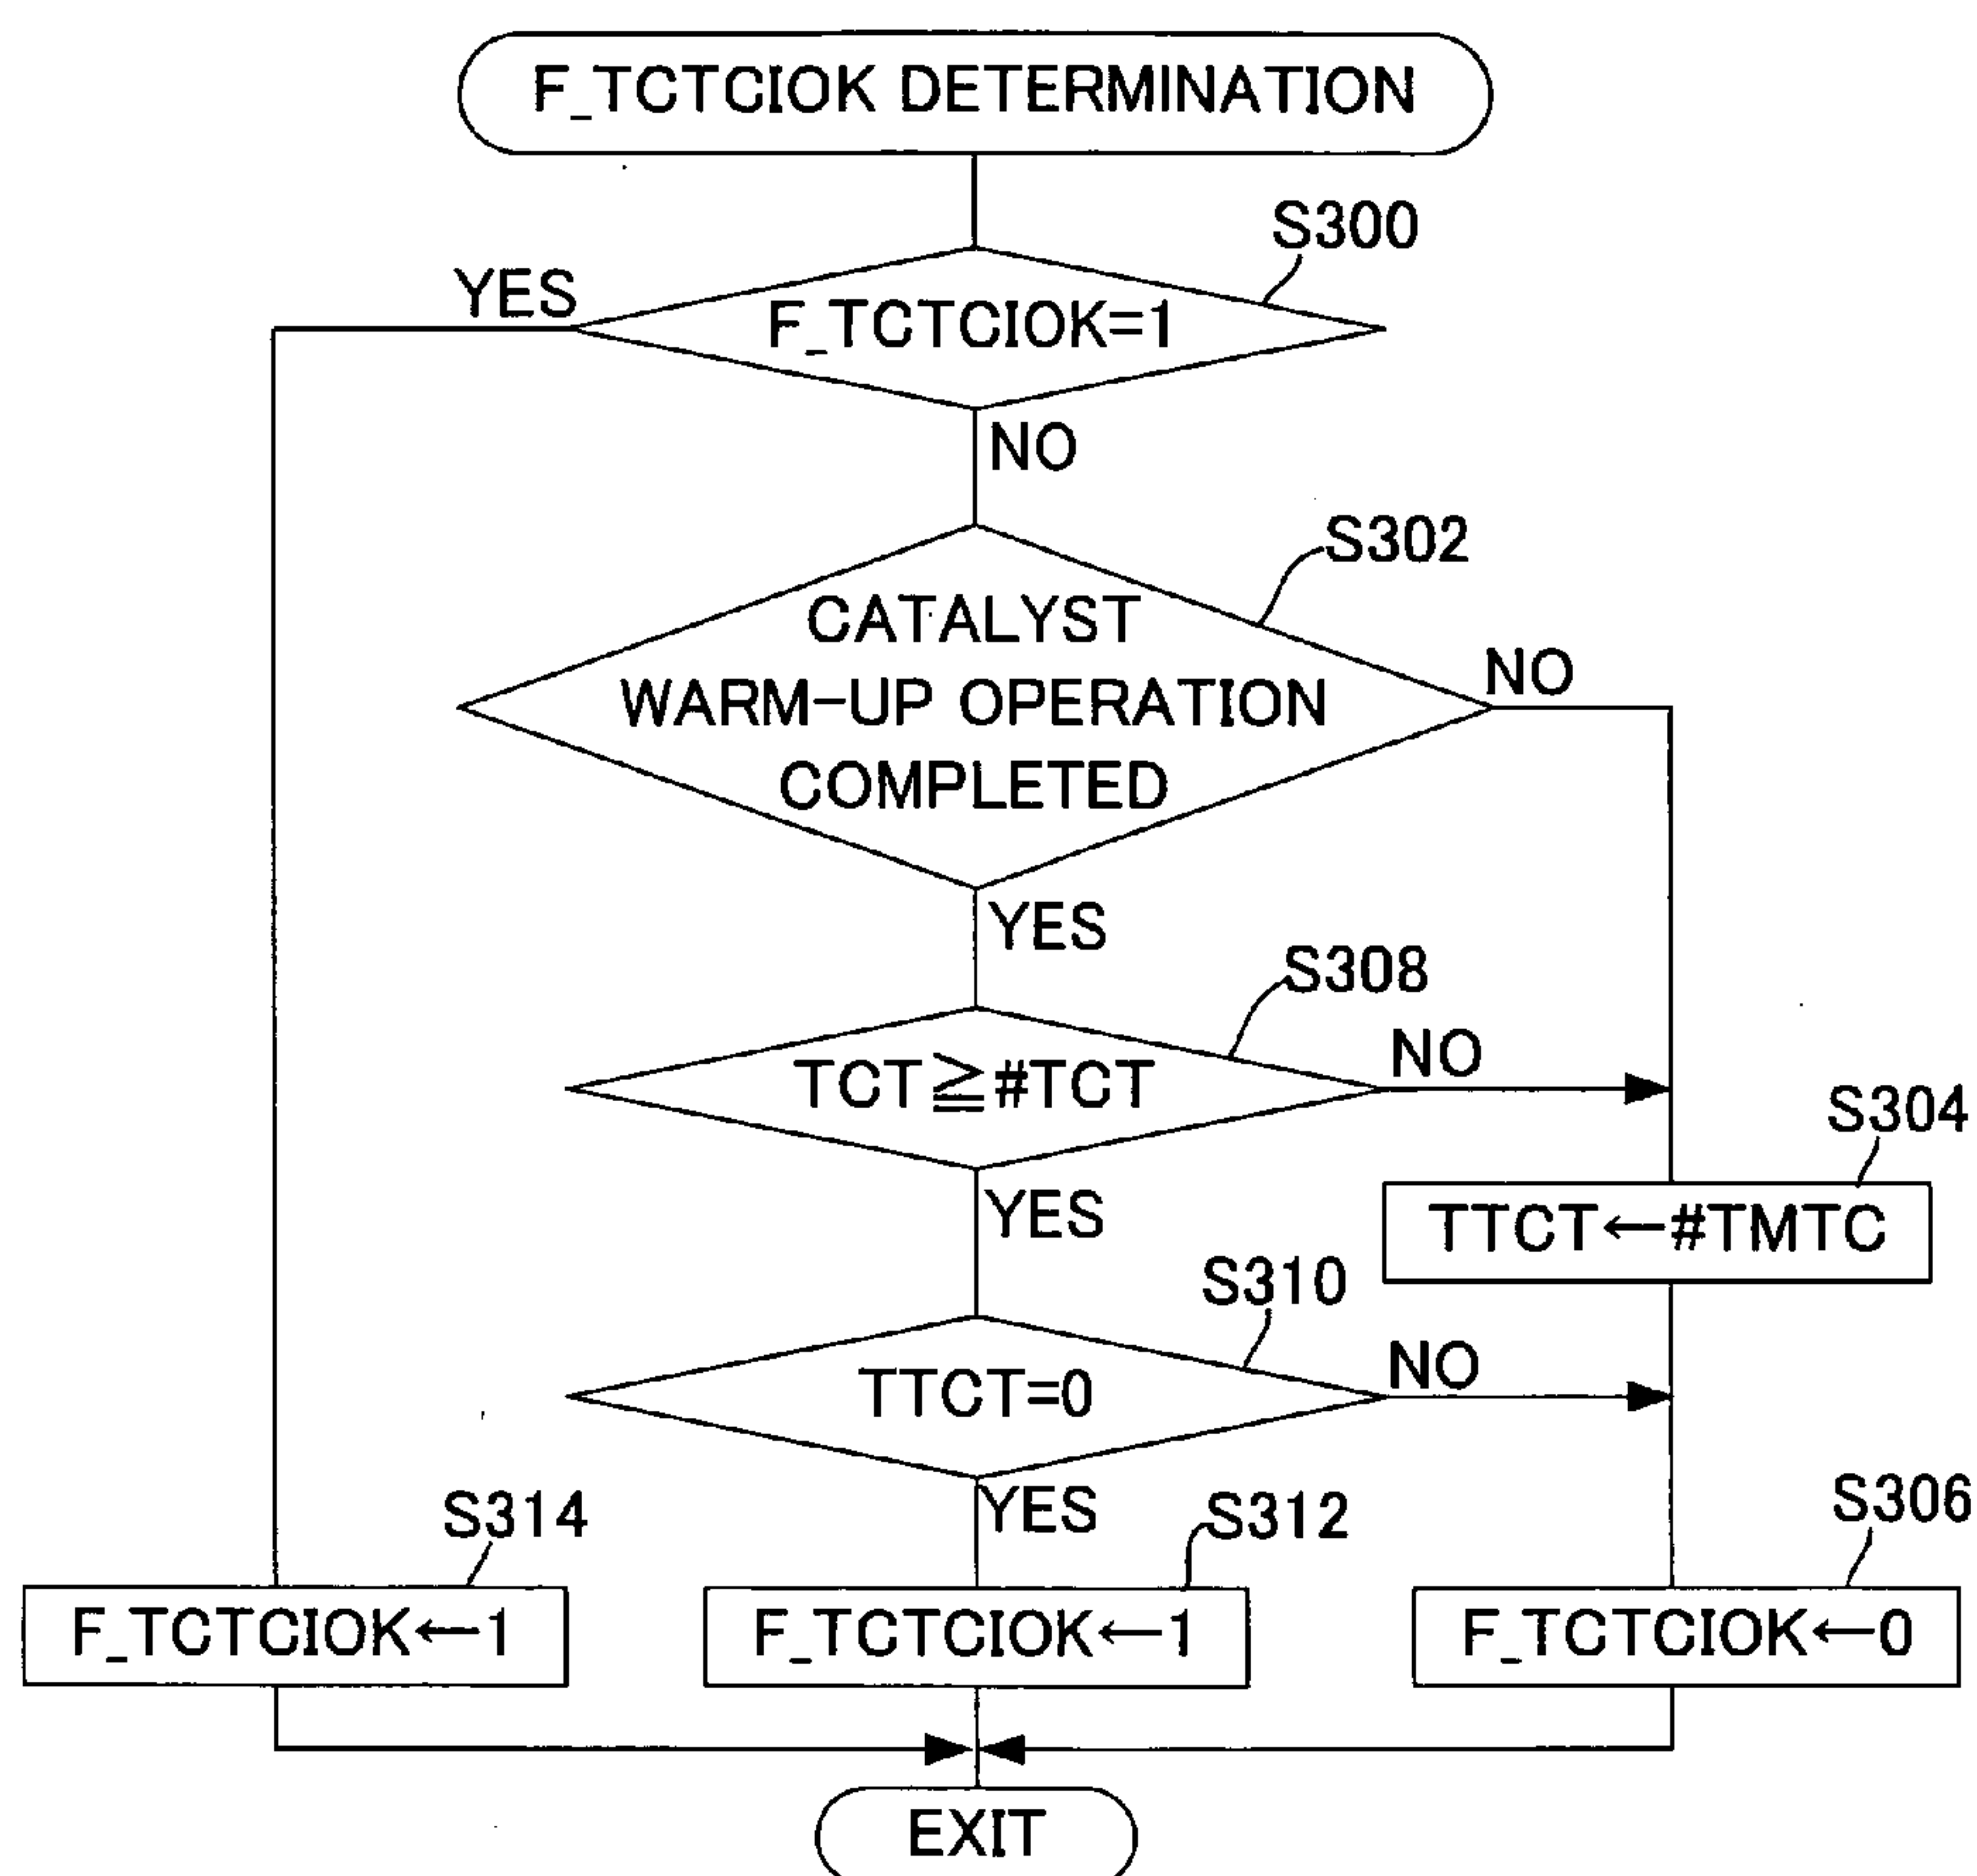 F_TCTCIOK DETERMINATION
S300
YES
F_TCTCIOK=1
NO
S302
CATALYST
WARM-UP OPERATION
COMPLETED
NO
YES
S308
TCT≧#TCT
NO
S304
TTCT←#TMTC
YES
S310
TTCT=0
NO
YES
S314
S312
S306
F_TCTCIOK←1
F_TCTCIOK←1
F_TCTCIOK←0
EXIT